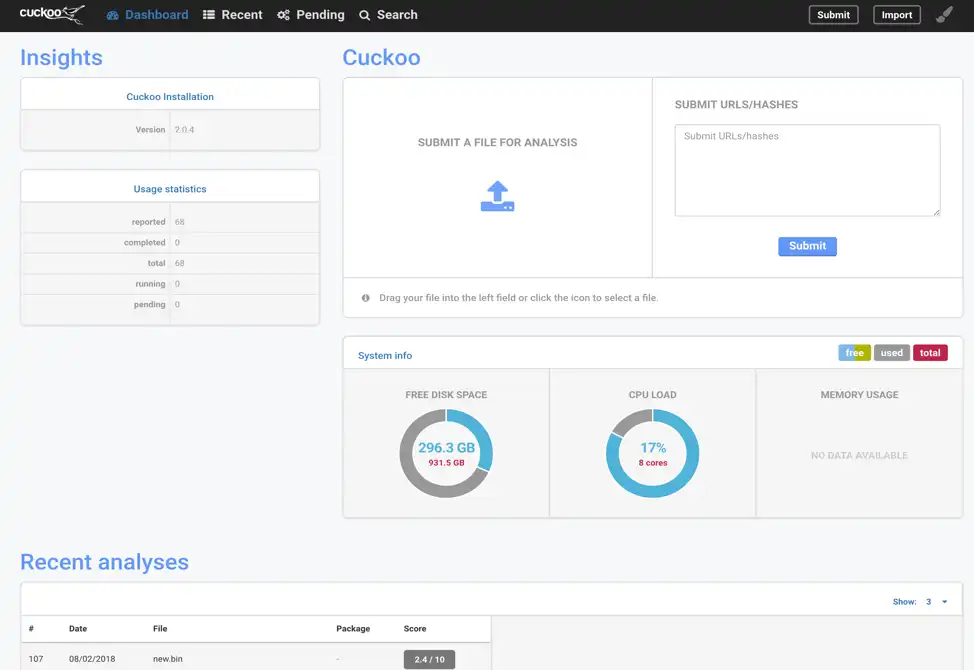 cuckoo Dashboard Recent Pending Search Submit Import
Insights
Cuckoo Installation
Version 2.0.4
Usage statistics
reported 68
completed 0
total 68
running 0
pending 0
Cuckoo
SUBMIT A FILE FOR ANALYSIS
SUBMIT URLS/HASHES
Submit URLs/hashes
Submit
Drag your file into the left field or click the icon to select a file.
System info free used total
FREE DISK SPACE
296.3 GB
931.5 GB
CPU LOAD
17%
8 cores
MEMORY USAGE
NO DATA AVAILABLE
Recent analyses
Show: 3
# Date File Package Score
107 08/02/2018 new.bin - 2.4 / 10